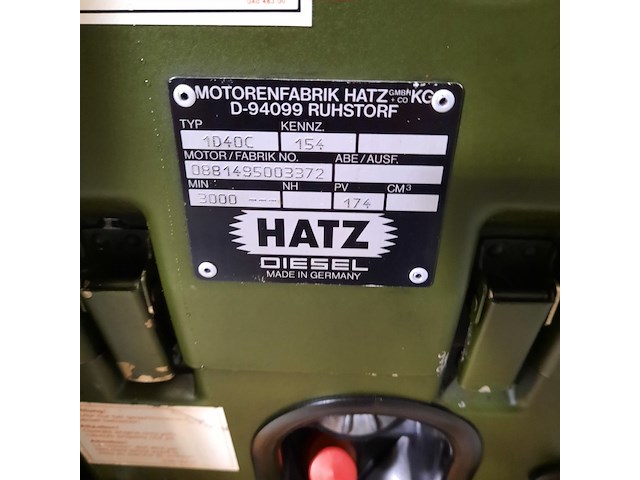 MOTORENFABRIK HATZ GMBH + CO KG
D-94099 RUHSTORF
TYP KENNZ.
1D40C 154
MOTOR/FABRIK NO. ABE/AUSF.
0881495003372
MIN NH PV CM³
3000 --- 174
HATZ
DIESEL
MADE IN GERMANY